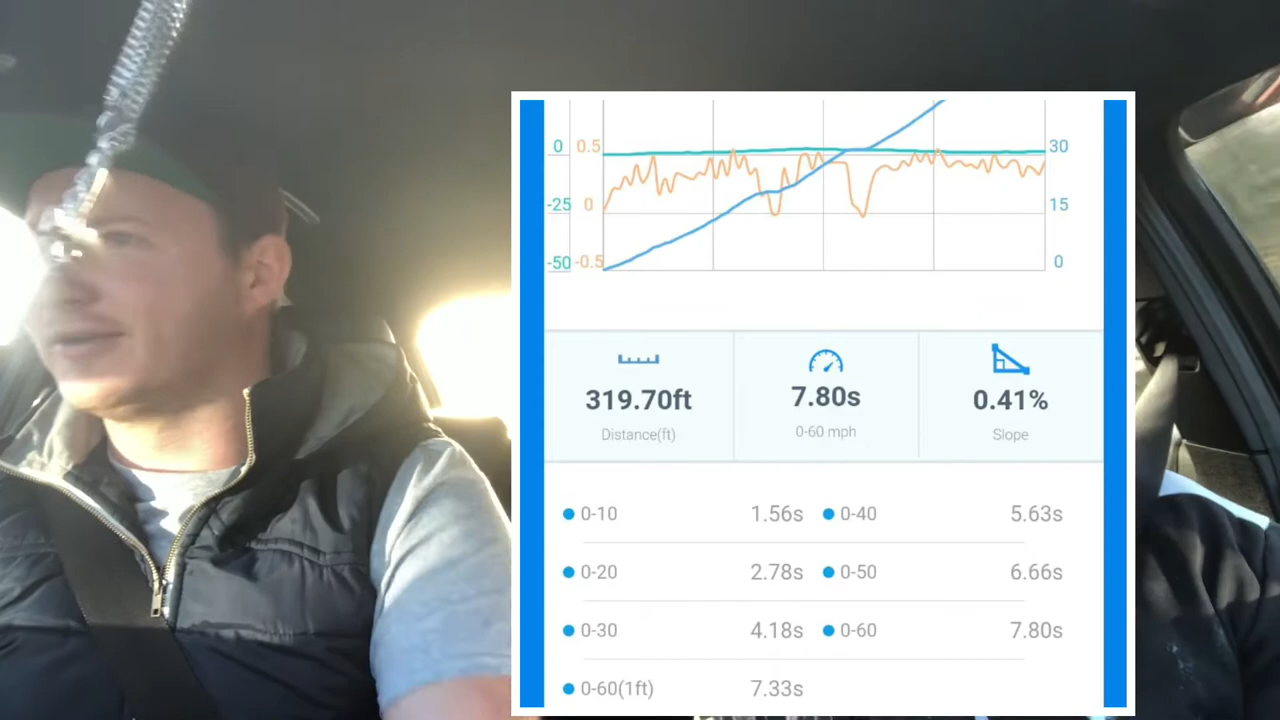 0 0.5 30
-25 0 15
-50 -0.5 0
319.70ft 7.80s 0.41%
Distance(ft) 0-60 mph Slope
0-10 1.56s 0-40 5.63s
0-20 2.78s 0-50 6.66s
0-30 4.18s 0-60 7.80s
0-60(1ft) 7.33s